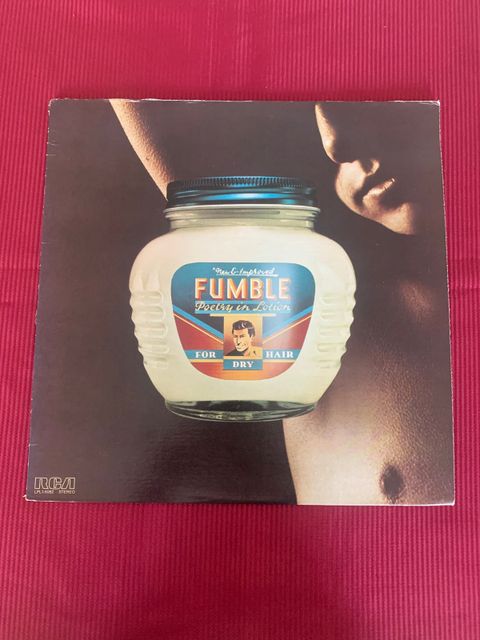 "New & Improved"
FUMBLE
Poetry in Lotion
FOR HAIR
DRY
RCA
STEREO